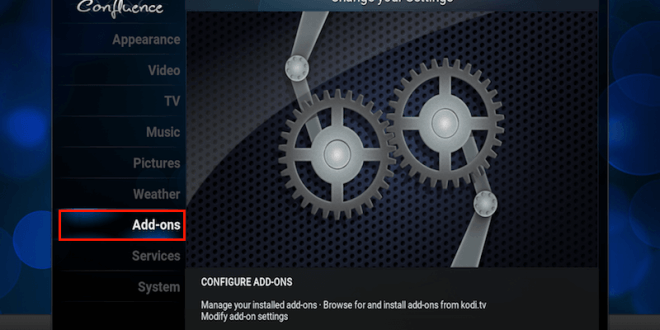 Confluence
Change your Settings
Appearance
Video
TV
Music
Pictures
Weather
Add-ons
Services
System
CONFIGURE ADD-ONS
Manage your installed add-ons · Browse for and install add-ons from kodi.tv
Modify add-on settings